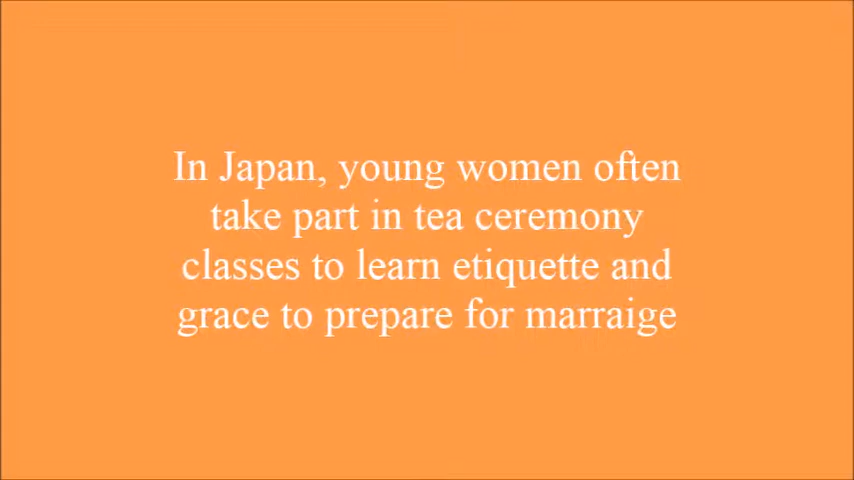 In Japan, young women often
take part in tea ceremony
classes to learn etiquette and
grace to prepare for marraige